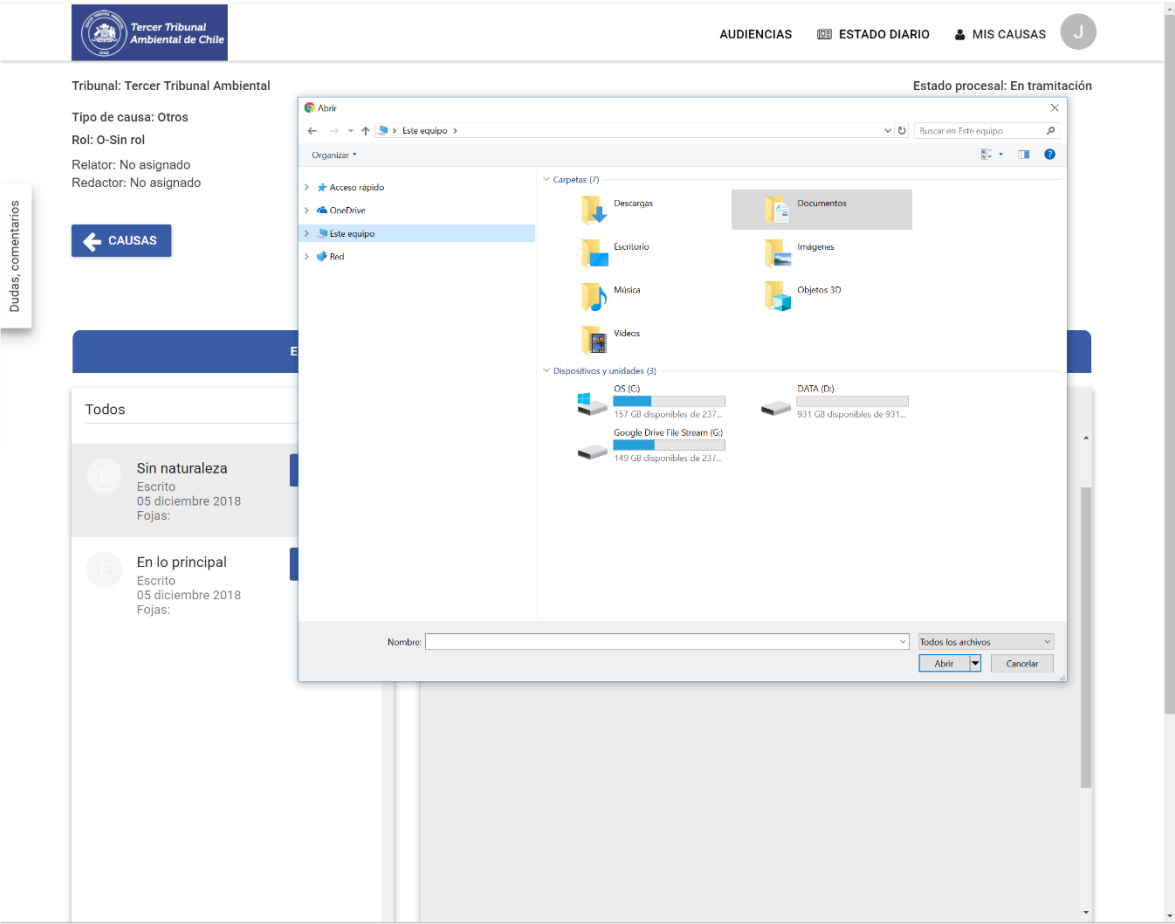 Tercer Tribunal
Ambiental de Chile
AUDIENCIAS
ESTADO DIARIO
MIS CAUSAS
J
Tribunal: Tercer Tribunal Ambiental
Estado procesal: En tramitación
Tipo de causa: Otros
Rol: O-Sin rol
Relator: No asignado
Redactor: No asignado
CAUSAS
Dudas, comentarios
Abrir
Este equipo
Buscar en Este equipo
Organizar
Acceso rápido
OneDrive
Este equipo
Red
Carpetas (7)
Descargas
Documentos
Escritorio
Imágenes
Música
Objetos 3D
Vídeos
Dispositivos y unidades (3)
OS (C:)
157 GB disponibles de 237...
DATA (D:)
931 GB disponibles de 931...
Google Drive File Stream (G:)
149 GB disponibles de 237...
Nombre:
Todos los archivos
Abrir
Cancelar
E
Todos
E
Sin naturaleza
Escrito
05 diciembre 2018
Fojas:
E
En lo principal
Escrito
05 diciembre 2018
Fojas: